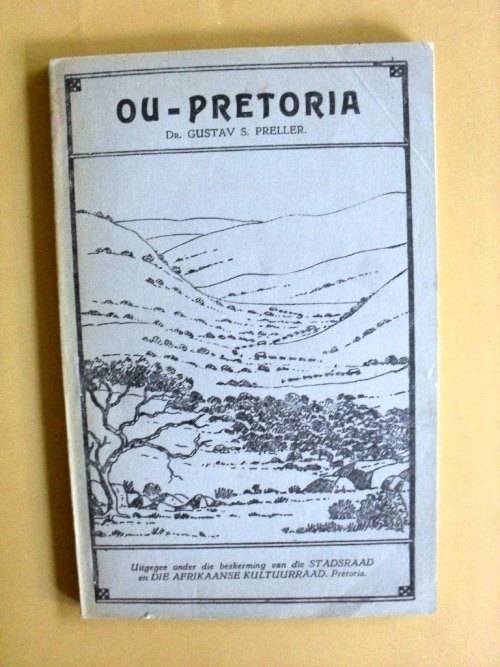 OU-PRETORIA
DR. GUSTAV S. PRELLER.
Uitgegee onder die beskerming van die STADSRAAD
en DIE AFRIKAANSE KULTUURRAAD. Pretoria.